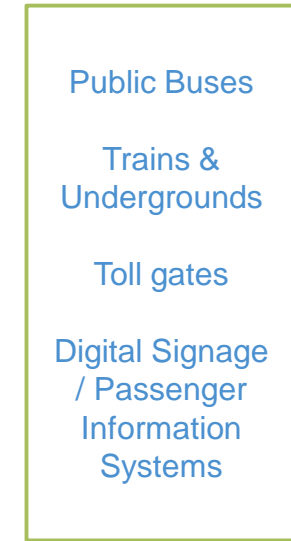 Public Buses
Trains &
Undergrounds
Toll gates
Digital Signage
/ Passenger
Information
Systems